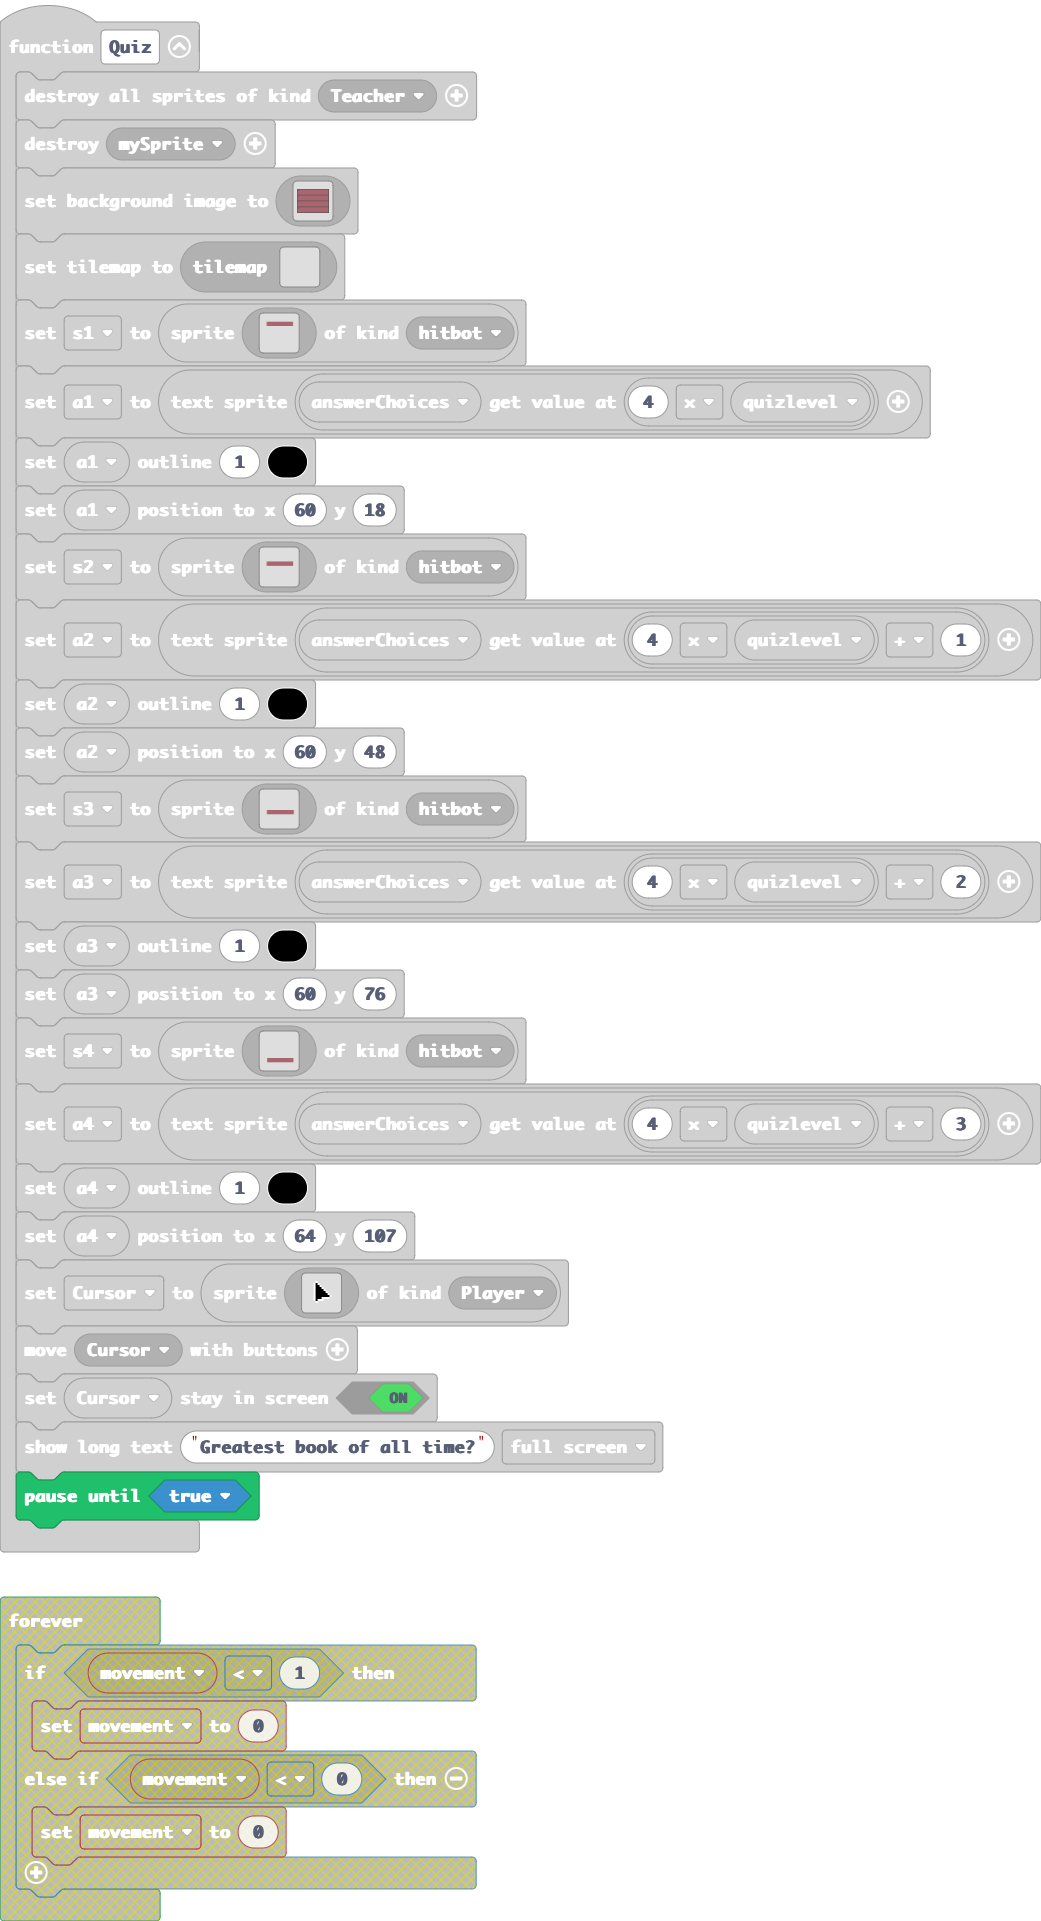 function Quiz
destroy all sprites of kind Teacher
destroy mySprite
set background image to
set tilemap to tilemap
set s1 to sprite of kind hitbot
set a1 to text sprite answerChoices get value at 4 x quizlevel
set a1 outline 1
set a1 position to x 60 y 18
set s2 to sprite of kind hitbot
set a2 to text sprite answerChoices get value at 4 x quizlevel + 1
set a2 outline 1
set a2 position to x 60 y 48
set s3 to sprite of kind hitbot
set a3 to text sprite answerChoices get value at 4 x quizlevel + 2
set a3 outline 1
set a3 position to x 60 y 76
set s4 to sprite of kind hitbot
set a4 to text sprite answerChoices get value at 4 x quizlevel + 3
set a4 outline 1
set a4 position to x 64 y 107
set Cursor to sprite of kind Player
move Cursor with buttons
set Cursor stay in screen ON
show long text "Greatest book of all time?" full screen
pause until true
forever
if movement < 1 then
set movement to 0
else if movement < 0 then
set movement to 0